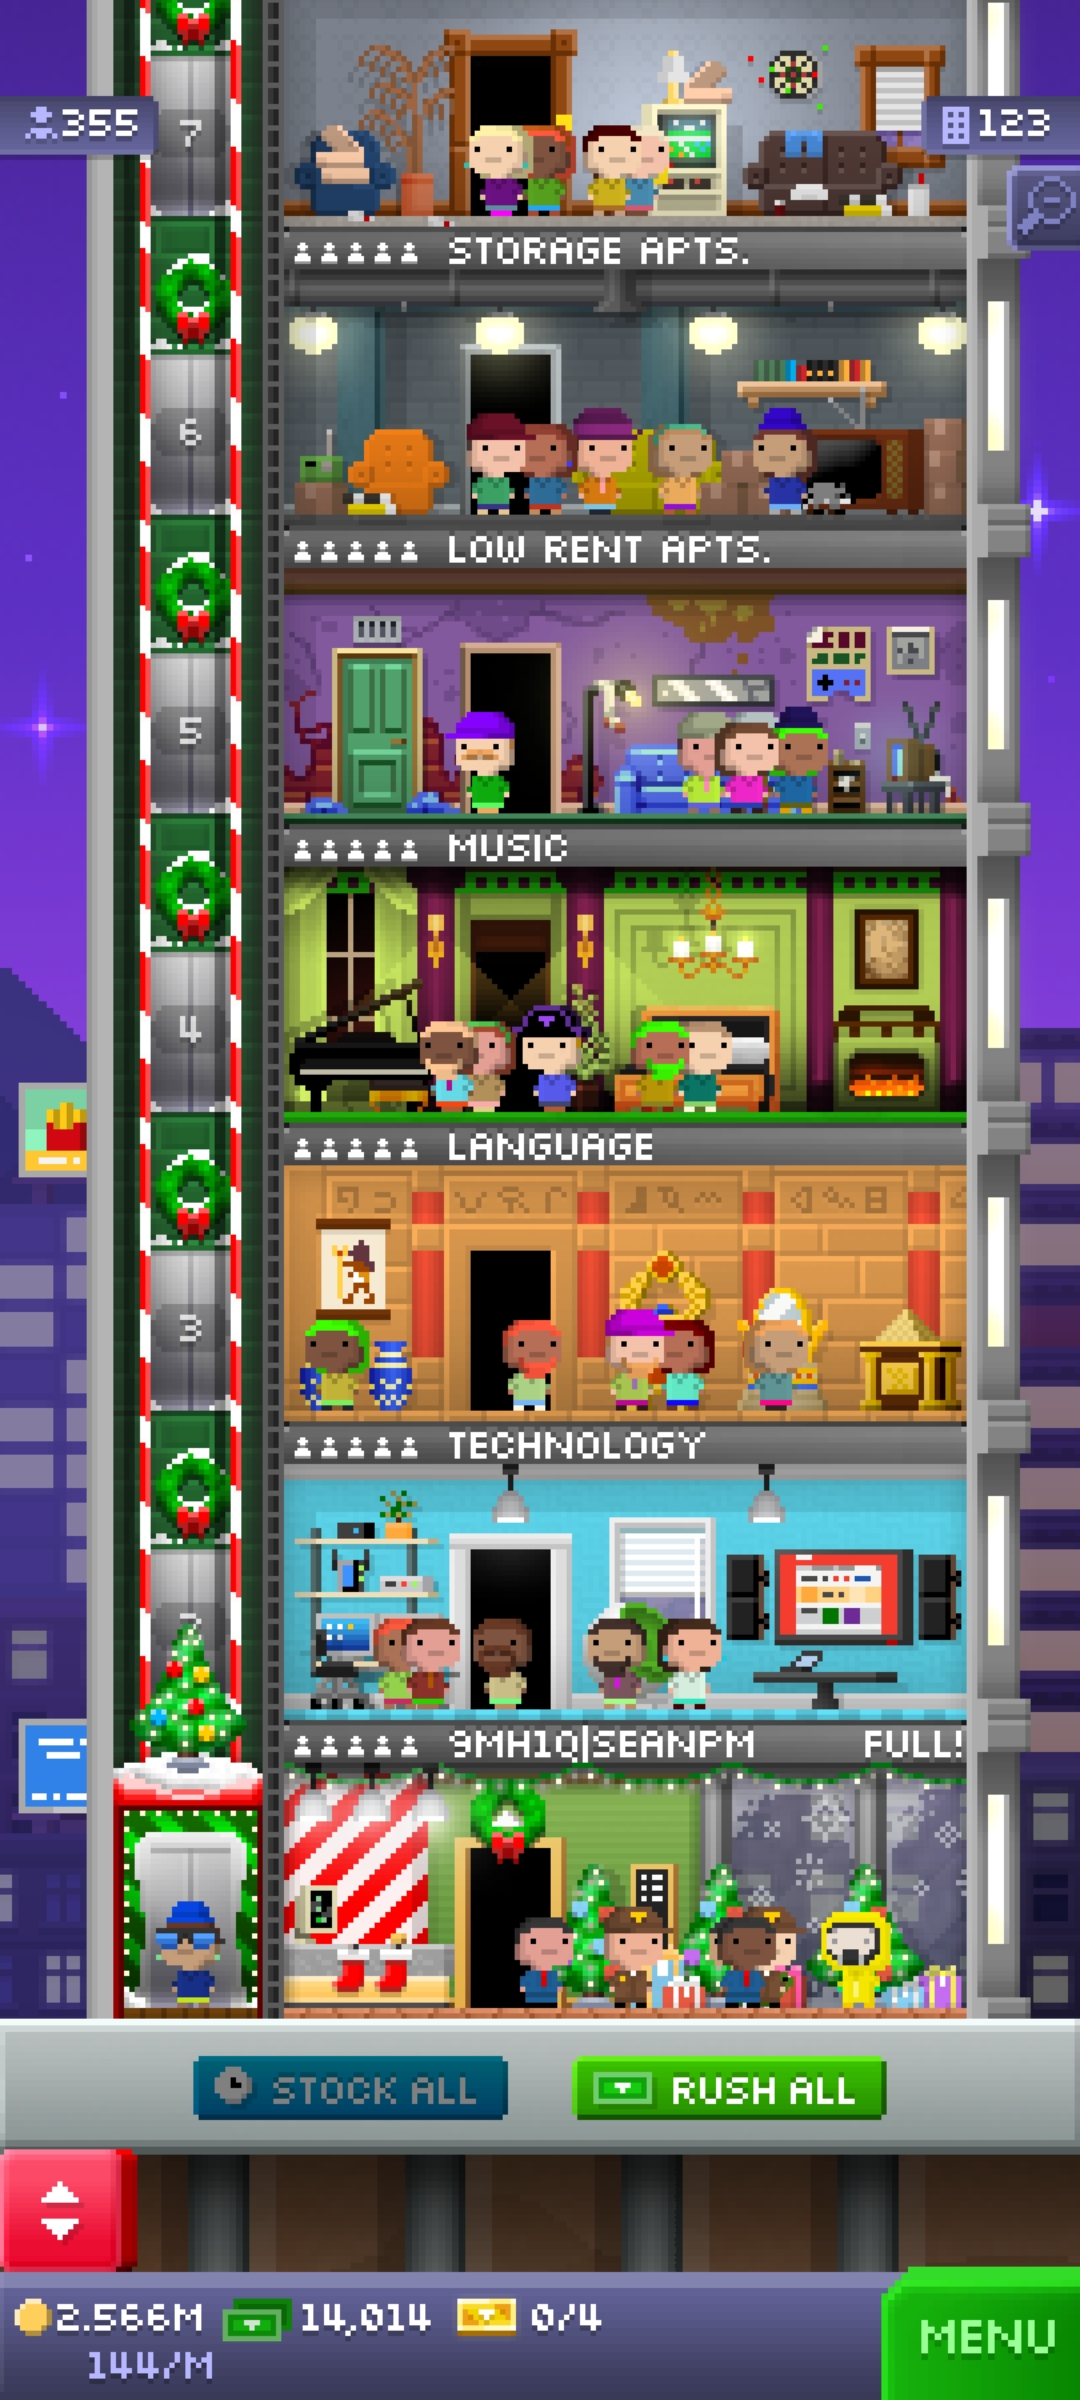 7
355
123
STORAGE APTS.
6
LOW RENT APTS.
5
MUSIC
4
LANGUAGE
3
TECHNOLOGY
9MH1Q|SEANPM FULL!
STOCK ALL
RUSH ALL
2.566M 14,014 0/4
144/M
MENU